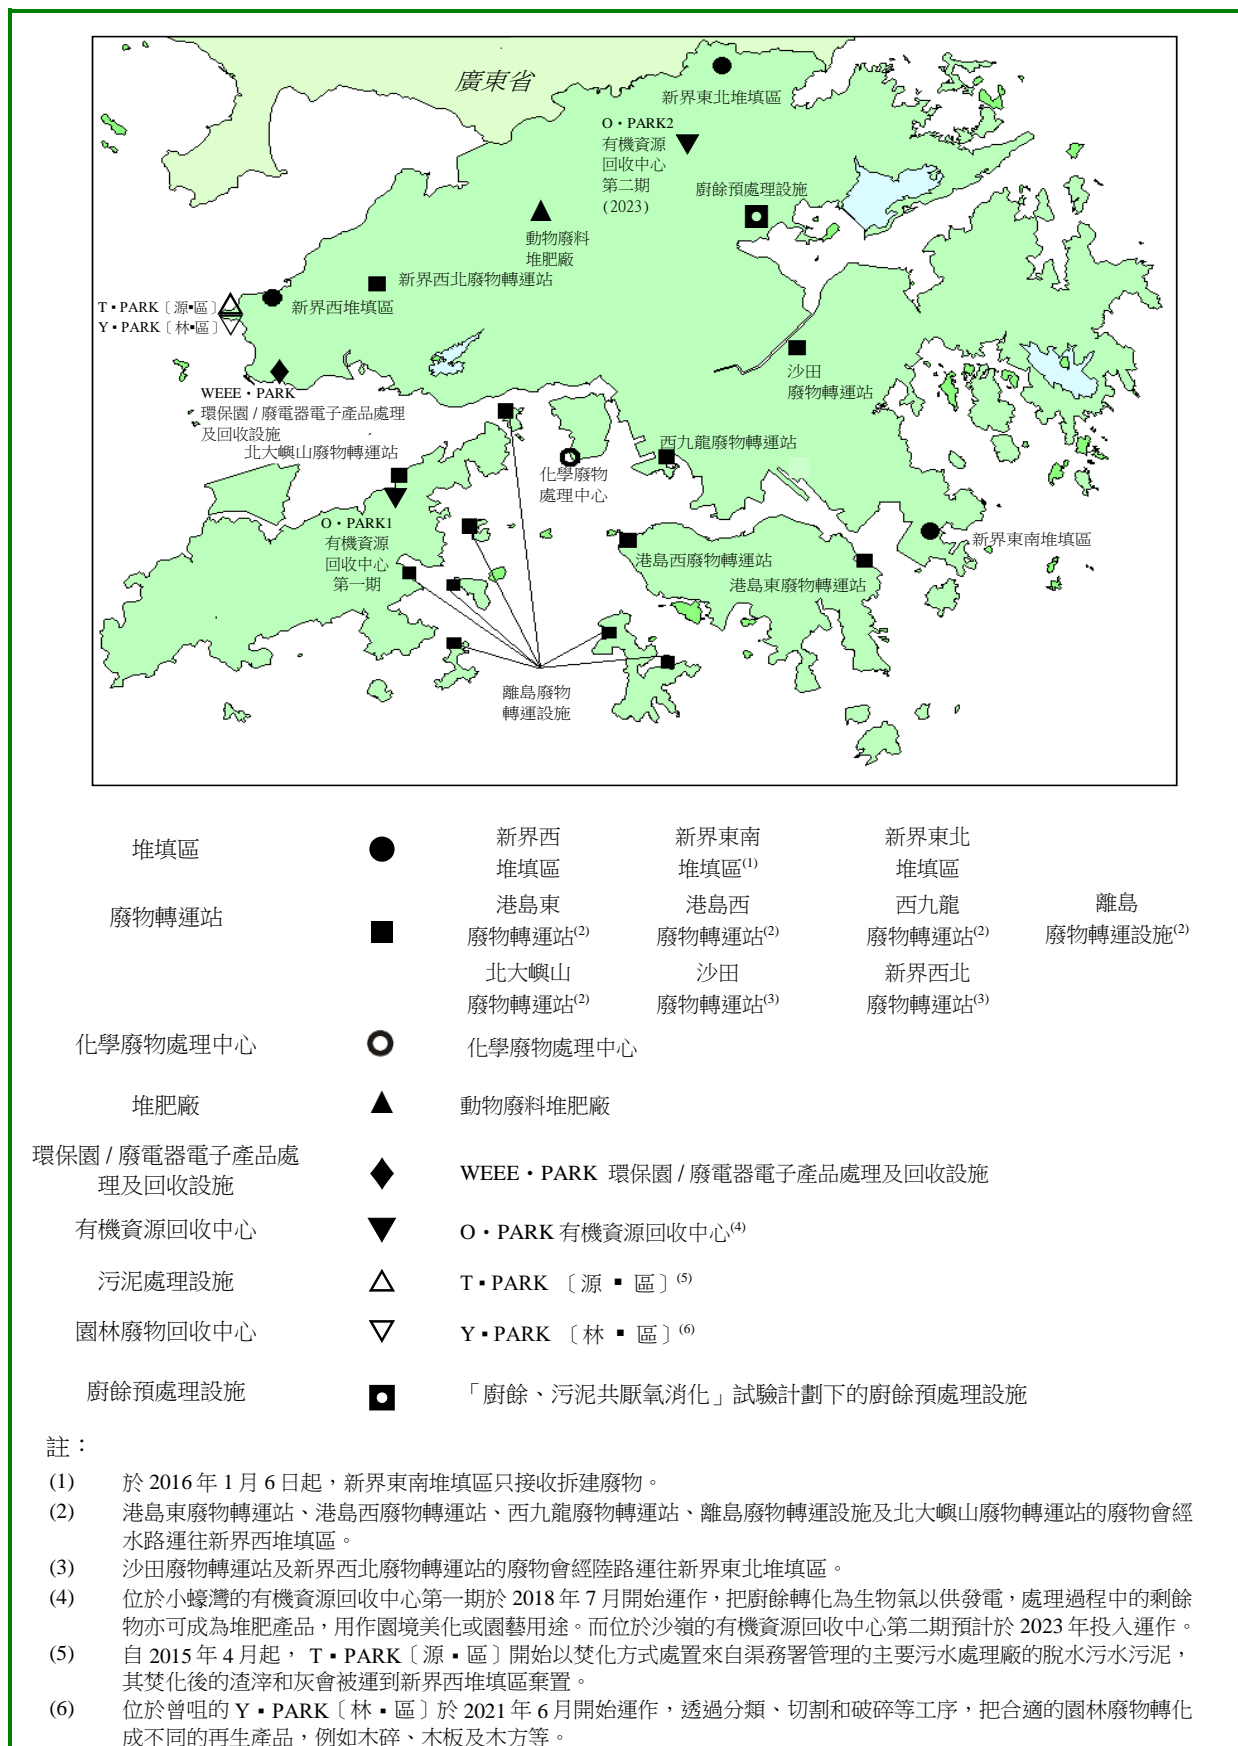 廣東省
新界東北堆填區
O・PARK2
有機資源
回收中心
第二期
(2023)
廚餘預處理設施
動物廢料
堆肥廠
新界西北廢物轉運站
T▪PARK〔源▪區〕
新界西堆填區
Y▪PARK〔林▪區〕
沙田
廢物轉運站
WEEE・PARK
環保園 / 廢電器電子產品處理
及回收設施
北大嶼山廢物轉運站
西九龍廢物轉運站
化學廢物
處理中心
O・PARK1
有機資源
回收中心
第一期
新界東南堆填區
港島西廢物轉運站
港島東廢物轉運站
離島廢物
轉運設施
堆填區 新界西 新界東南 新界東北
堆填區 堆填區(1) 堆填區
廢物轉運站 港島東 港島西 西九龍 離島
廢物轉運站(2) 廢物轉運站(2) 廢物轉運站(2) 廢物轉運設施(2)
北大嶼山 沙田 新界西北
廢物轉運站(2) 廢物轉運站(3) 廢物轉運站(3)
化學廢物處理中心 化學廢物處理中心
堆肥廠 動物廢料堆肥廠
環保園 / 廢電器電子產品處
理及回收設施 WEEE・PARK 環保園 / 廢電器電子產品處理及回收設施
有機資源回收中心 O・PARK 有機資源回收中心(4)
污泥處理設施 T▪PARK 〔源 ▪ 區〕(5)
園林廢物回收中心 Y▪PARK 〔林 ▪ 區〕(6)
廚餘預處理設施 「廚餘、污泥共厭氧消化」試驗計劃下的廚餘預處理設施
註：
(1) 於 2016 年 1 月 6 日起，新界東南堆填區只接收拆建廢物。
(2) 港島東廢物轉運站、港島西廢物轉運站、西九龍廢物轉運站、離島廢物轉運設施及北大嶼山廢物轉運站的廢物會經
水路運往新界西堆填區。
(3) 沙田廢物轉運站及新界西北廢物轉運站的廢物會經陸路運往新界東北堆填區。
(4) 位於小蠔灣的有機資源回收中心第一期於 2018 年 7 月開始運作，把廚餘轉化為生物氣以供發電，處理過程中的剩餘
物亦可成為堆肥產品，用作園境美化或園藝用途。而位於沙嶺的有機資源回收中心第二期預計於 2023 年投入運作。
(5) 自 2015 年 4 月起， T▪PARK〔源▪區〕開始以焚化方式處置來自渠務署管理的主要污水處理廠的脫水污水污泥，
其焚化後的渣滓和灰會被運到新界西堆填區棄置。
(6) 位於曾咀的 Y▪PARK〔林▪區〕於 2021 年 6 月開始運作，透過分類、切割和破碎等工序，把合適的園林廢物轉化
成不同的再生產品，例如木碎、木板及木方等。